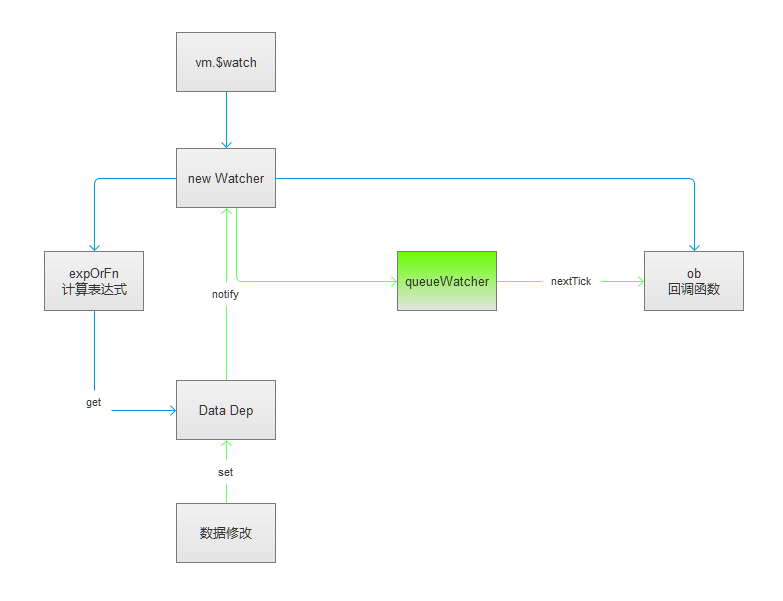 vm.$watch
new Watcher
expOrFn
计算表达式
notify
queueWatcher
nextTick
ob
回调函数
get
Data Dep
set
数据修改